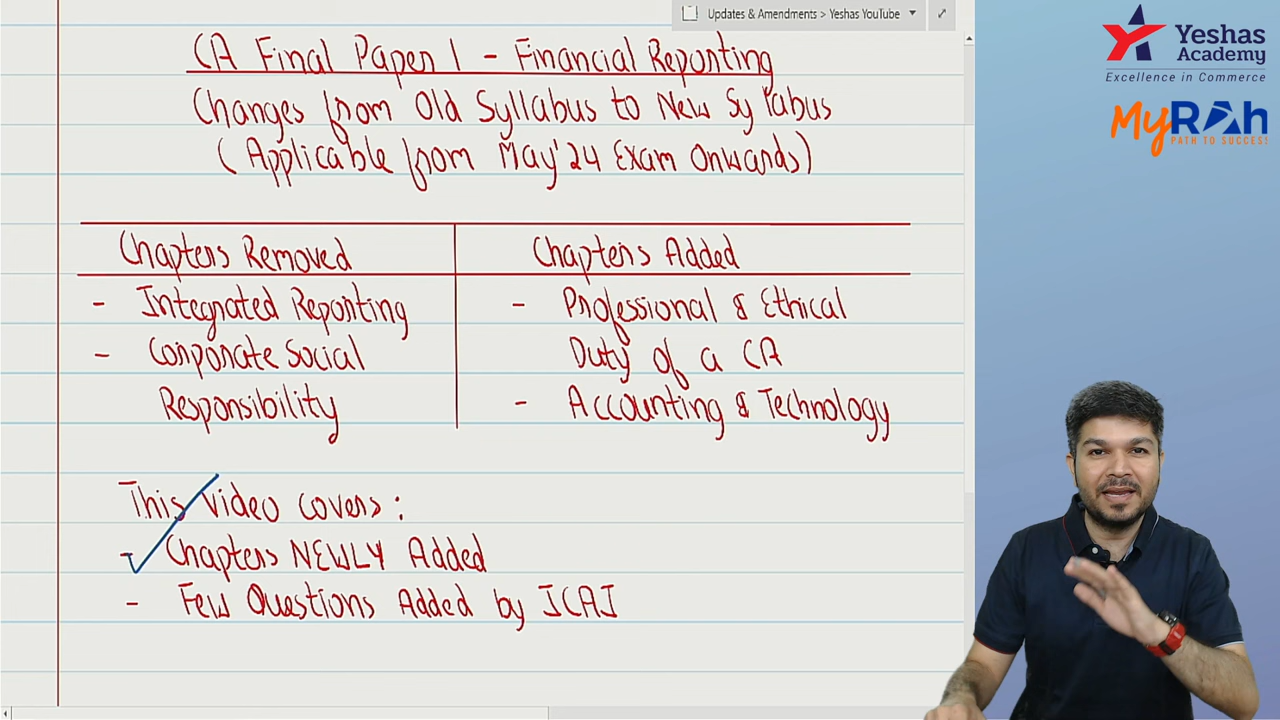 Updates & Amendments > Yeshas YouTube
Yeshas
Academy
Excellence in Commerce
MyRAh
PATH TO SUCCESS
CA Final Paper 1 - Financial Reporting
Changes from Old Syllabus to New Syllabus
(Applicable from May'24 Exam Onwards)
Chapters Removed
- Integrated Reporting
- Corporate Social
Responsibility
Chapters Added
- Professional & Ethical
Duty of a CA
- Accounting & Technology
This video covers:
- Chapters NEWLY Added
- Few Questions Added by ICAI